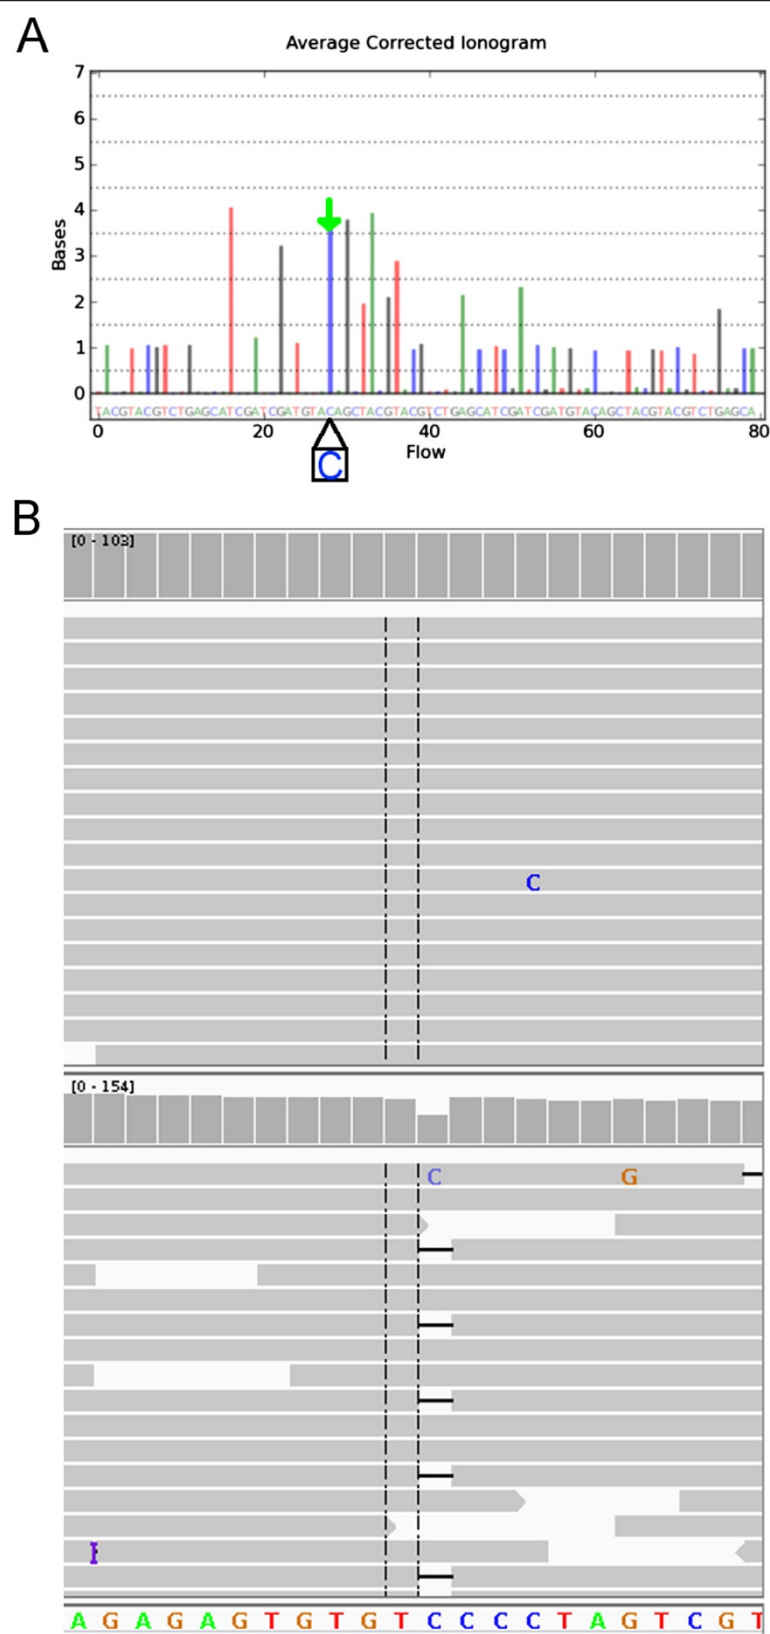 A
Average Corrected Ionogram
7
6
5
4
3
2
1
0
Bases
TACGTACGTCTGAGCATCGATCGATGTACAGCTACGTACGTCTGAGCATCGATCGATGTACAGCTACGTACGTCTGAGCA
0 20 40 60 80
Flow
C
B
[0 - 103]
C
[0 - 154]
C G
I
A G A G A G T G T G T C C C C T A G T C G T